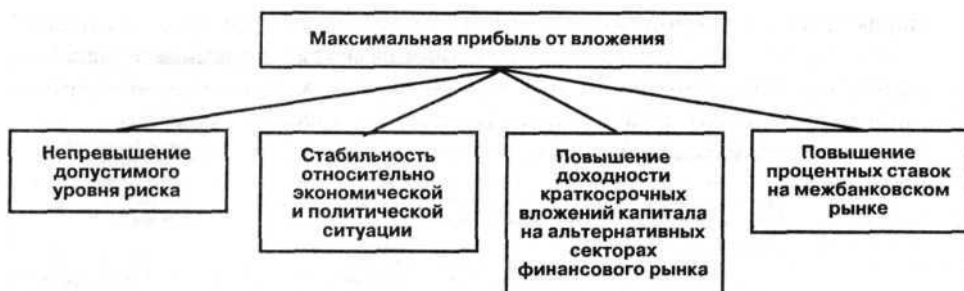 Максимальная прибыль от вложения
Непревышение
допустимого
уровня риска
Стабильность
относительно
экономической
и политической
ситуации
Повышение
доходности
краткосрочных
вложений капитала
на альтернативных
секторах
финансового рынка
Повышение
процентных ставок
на межбанковском
рынке